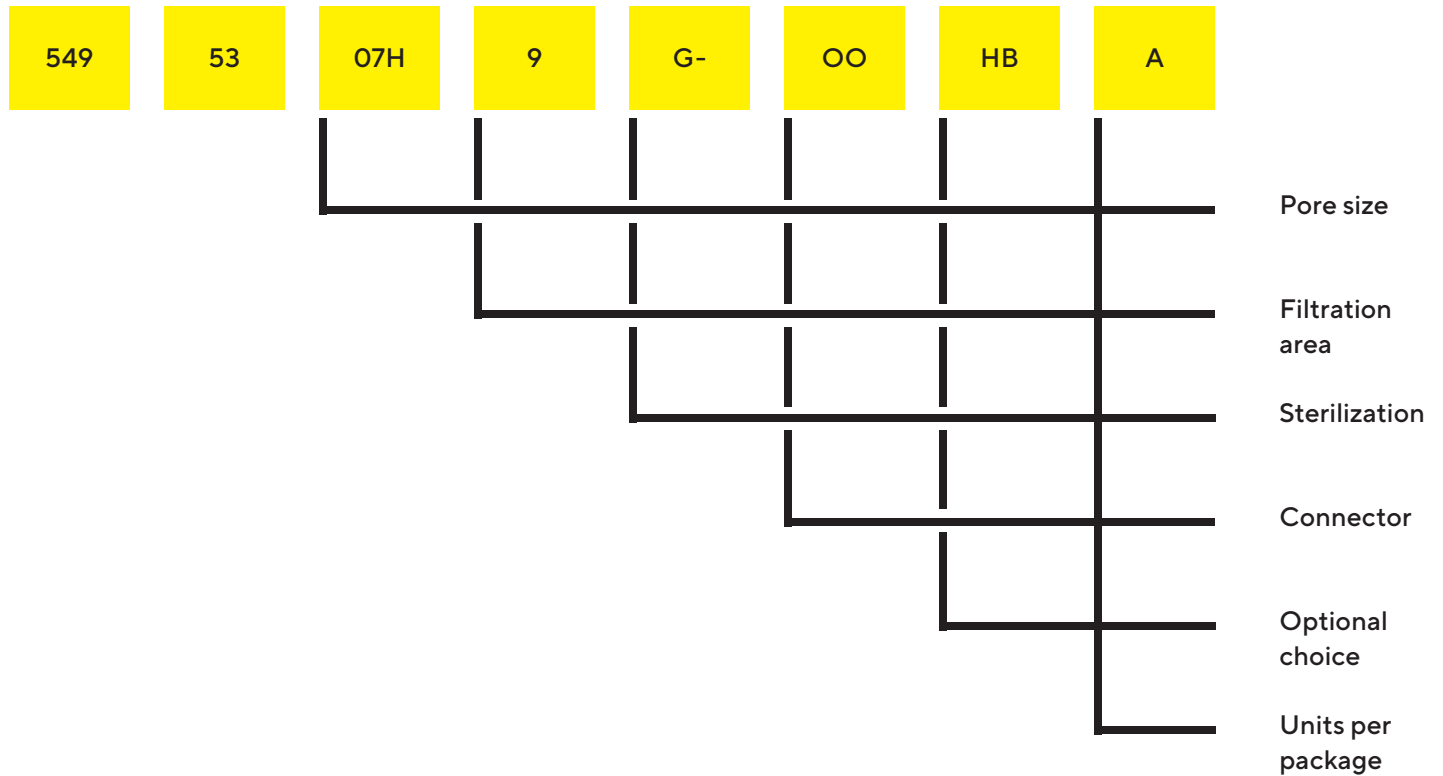 549 53 07H 9 G- OO HB A
Pore size
Filtration
area
Sterilization
Connector
Optional
choice
Units per
package